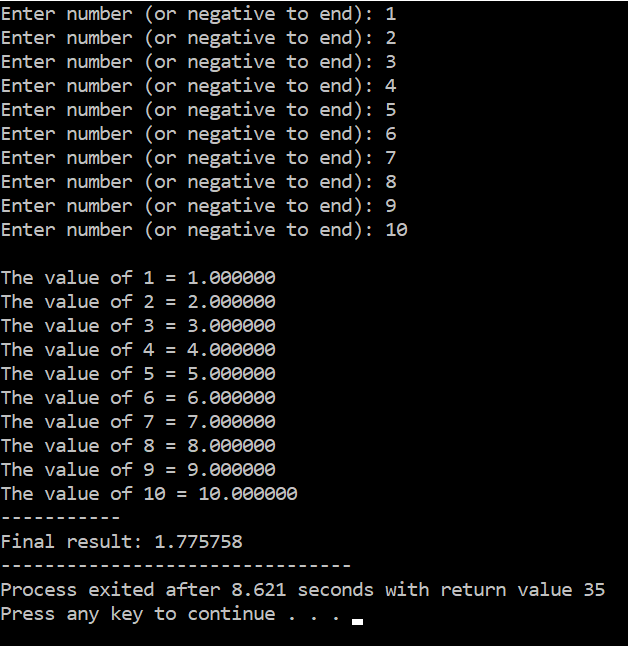 Enter number (or negative to end): 1
Enter number (or negative to end): 2
Enter number (or negative to end): 3
Enter number (or negative to end): 4
Enter number (or negative to end): 5
Enter number (or negative to end): 6
Enter number (or negative to end): 7
Enter number (or negative to end): 8
Enter number (or negative to end): 9
Enter number (or negative to end): 10

The value of 1 = 1.000000
The value of 2 = 2.000000
The value of 3 = 3.000000
The value of 4 = 4.000000
The value of 5 = 5.000000
The value of 6 = 6.000000
The value of 7 = 7.000000
The value of 8 = 8.000000
The value of 9 = 9.000000
The value of 10 = 10.000000
-----------
Final result: 1.775758
--------------------------------
Process exited after 8.621 seconds with return value 35
Press any key to continue . . .